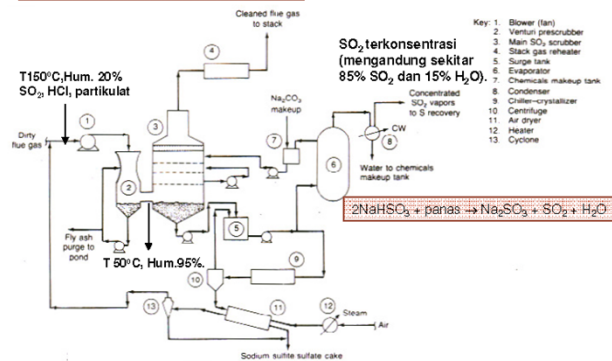 Cleaned flue gas
to stack
Key: 1. Blower (fan)
2. Venturi prescrubber
3. Main SO₂ scrubber
4. Stack gas reheater
5. Surge tank
6. Evaporator
7. Chemicals makeup tank
8. Condenser
9. Chiller–crystallizer
10. Centrifuge
11. Air dryer
12. Heater
13. Cyclone
SO₂ terkonsentrasi
(mengandung sekitar
85% SO₂ dan 15% H₂O).
T150ºC,Hum. 20%
SO₂, HCl, partikulat
Na₂CO₃
makeup
Concentrated
SO₂ vapors
to S recovery
CW
Dirty
flue gas
Water to chemicals
makeup tank
2NaHSO₃ + panas → Na₂SO₃ + SO₂ + H₂O
Fly ash
purge to
pond
T 50ºC, Hum.95%.
Steam
Air
Sodium sulfite sulfate cake
1
2
3
4
5
6
7
8
9
10
11
12
13